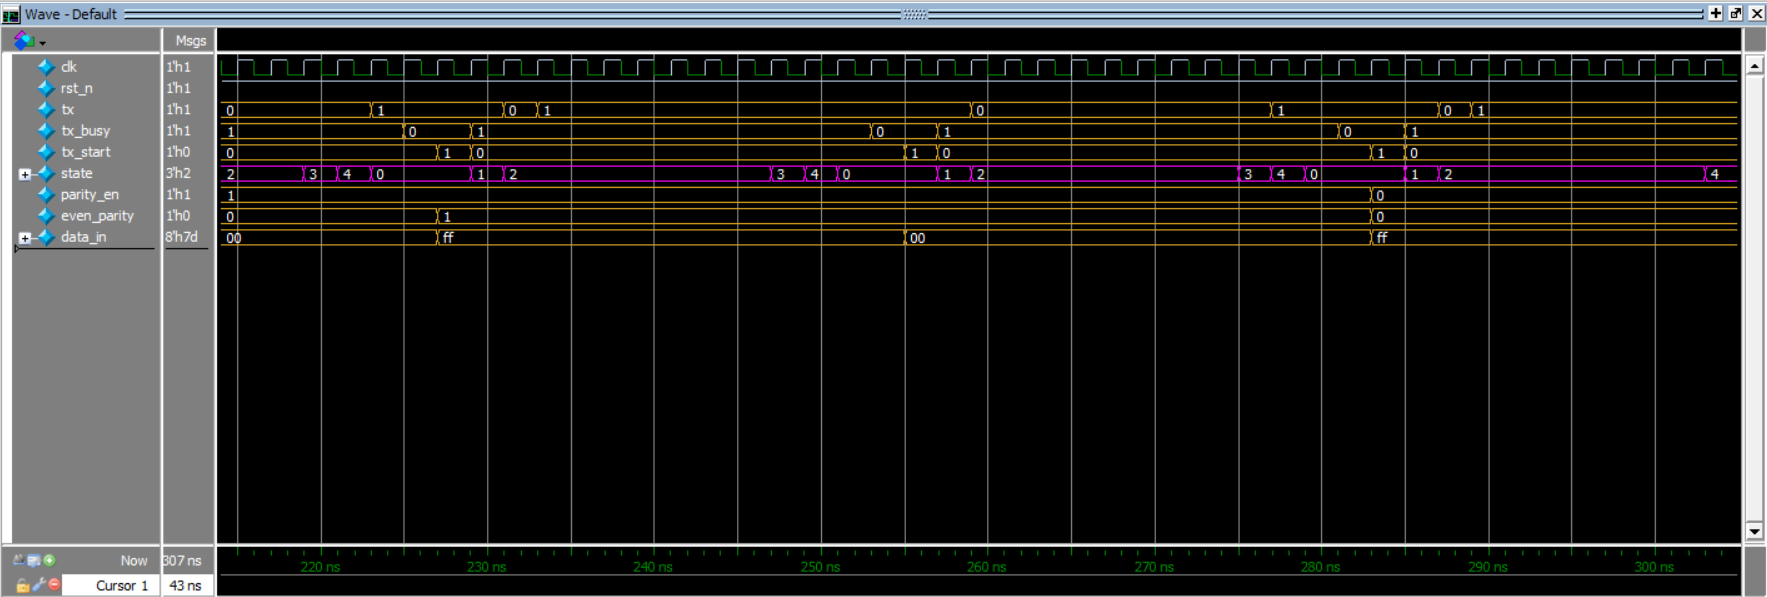 Wave - Default
Msgs
clk 1'h1
rst_n 1'h1
tx 1'h1 0 1 0 1 0 1 0 1
tx_busy 1'h1 1 0 1 0 1 0 1
tx_start 1'h0 0 1 0 1 0 1 0
state 3'h2 2 3 4 0 1 2 3 4 0 1 2 3 4 0 1 2 4
parity_en 1'h1 1 0
even_parity 1'h0 0 1 0
data_in 8'h7d 00 ff 00 ff
Now 307 ns 220 ns 230 ns 240 ns 250 ns 260 ns 270 ns 280 ns 290 ns 300 ns
Cursor 1 43 ns